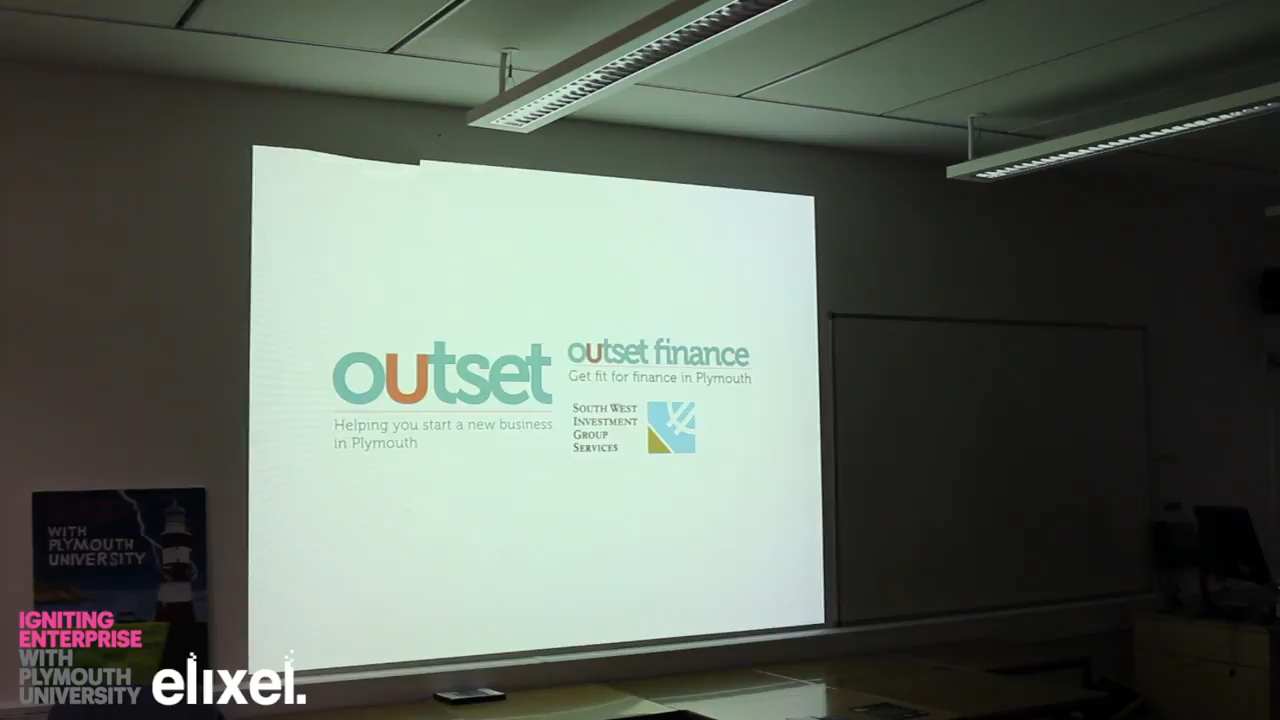 outset
Helping you start a new business
in Plymouth
outset finance
Get fit for finance in Plymouth
SOUTH WEST
INVESTMENT
GROUP
SERVICES
WITH
PLYMOUTH
UNIVERSITY
IGNITING
ENTERPRISE
WITH
PLYMOUTH
UNIVERSITY
elixel.